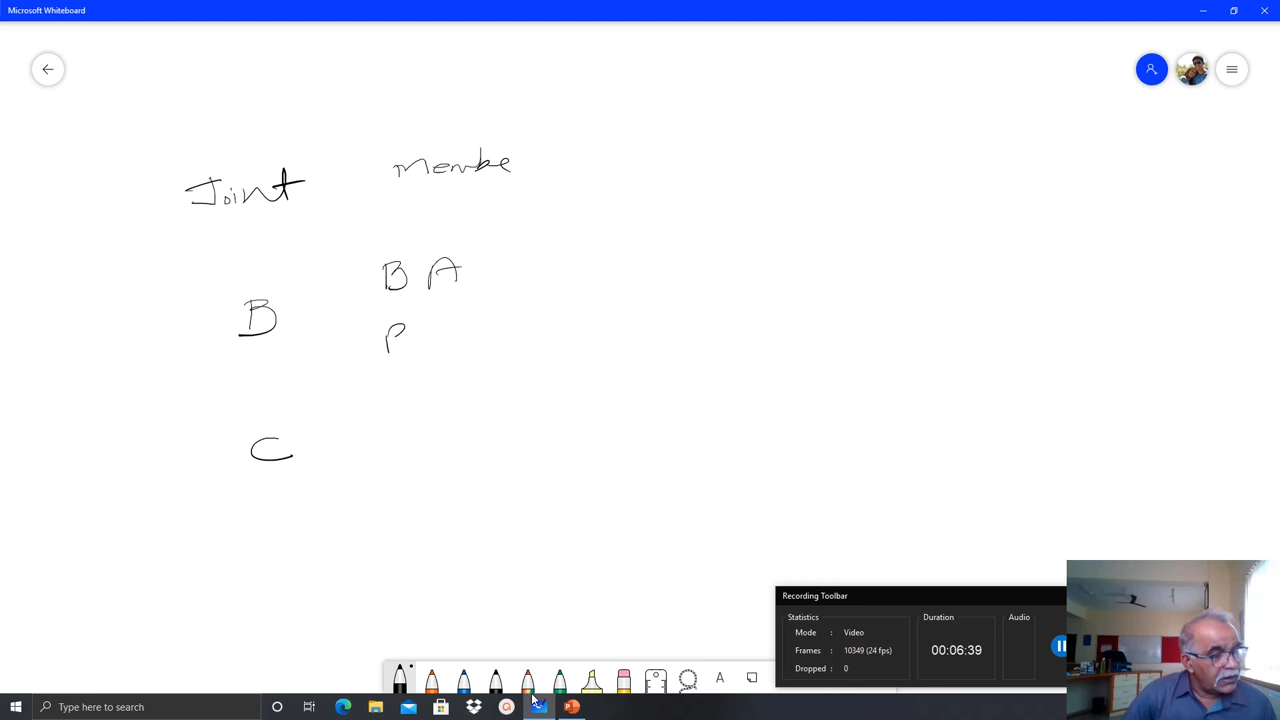 Microsoft Whiteboard
Joint Membe
B A
B
P
C
Recording Toolbar
Statistics Duration Audio
Mode : Video
Frames : 10349 (24 fps) 00:06:39
Dropped : 0
A
Type here to search